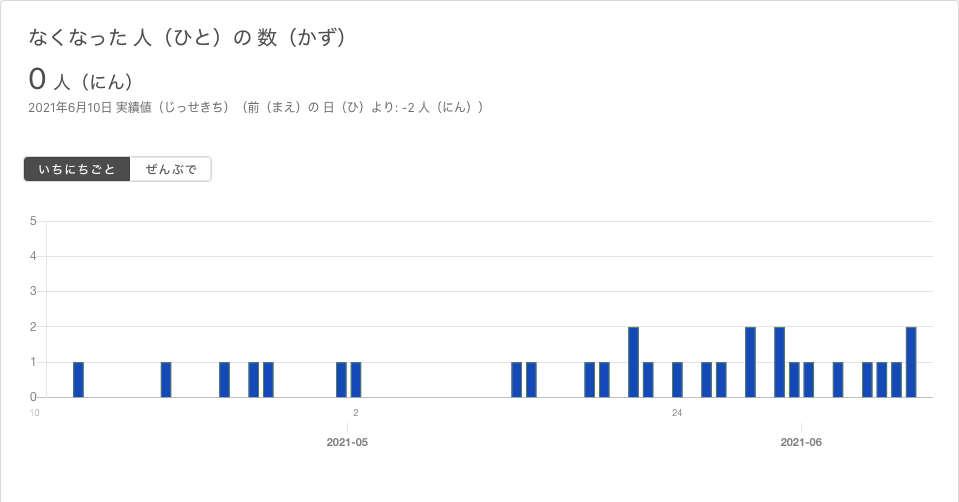 なくなった 人（ひと）の 数（かず）
0 人（にん）
2021年6月10日 実績値（じっせきち）（前（まえ）の 日（ひ）より: -2 人（にん））
いちにちごと ぜんぶで
5
4
3
2
1
0
10 2 24
2021-05 2021-06